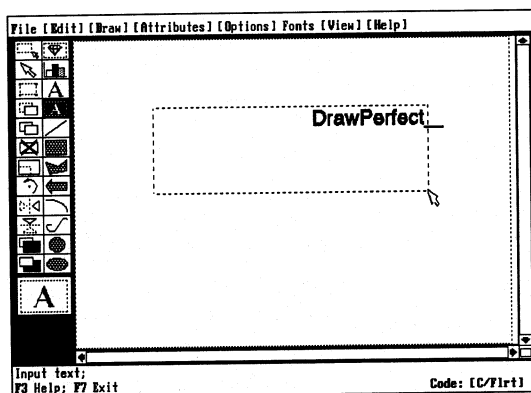 File [Edit] [Draw] [Attributes] [Options] Fonts [View] [Help]
A
A
DrawPerfect
A
Input text;
F3 Help; F7 Exit
Code: [C/Flrt]